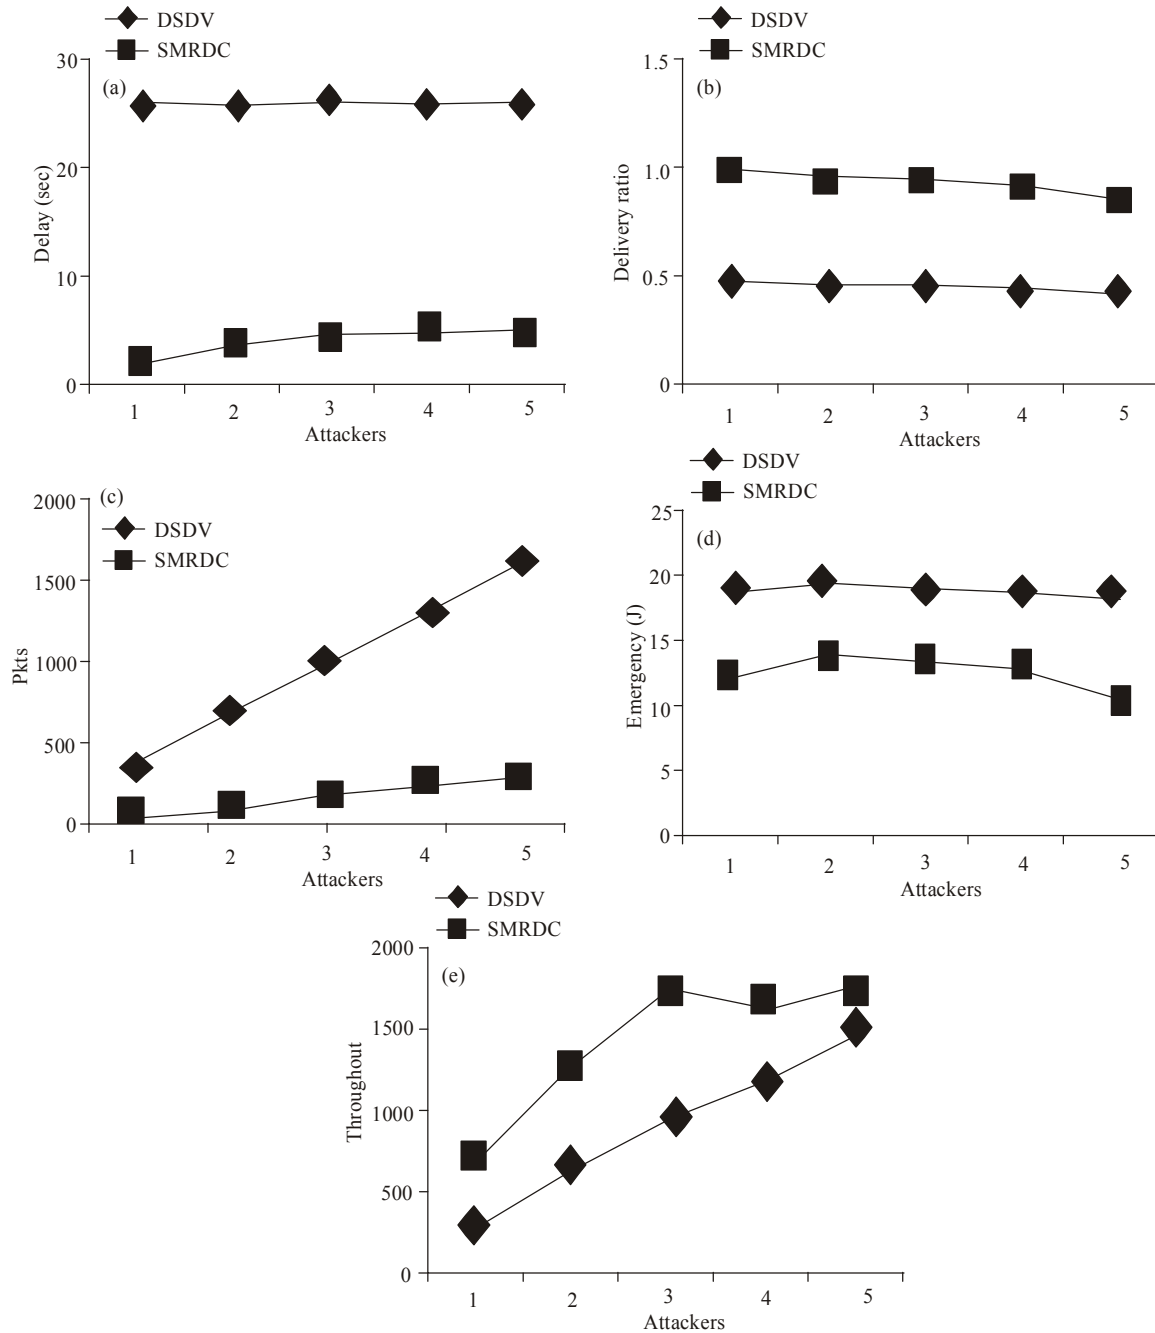 DSDV
SMRDC
(a)
30
20
10
0
Delay (sec)
1 2 3 4 5
Attackers
DSDV
SMRDC
(b)
1.5
1.0
0.5
0
Delivery ratio
1 2 3 4 5
Attackers
(c)
DSDV
SMRDC
2000
1500
1000
500
0
Pkts
1 2 3 4 5
Attackers
DSDV
SMRDC
(d)
25
20
15
10
5
0
Emergency (J)
1 2 3 4 5
Attackers
DSDV
SMRDC
(e)
2000
1500
1000
500
0
Throughout
1 2 3 4 5
Attackers